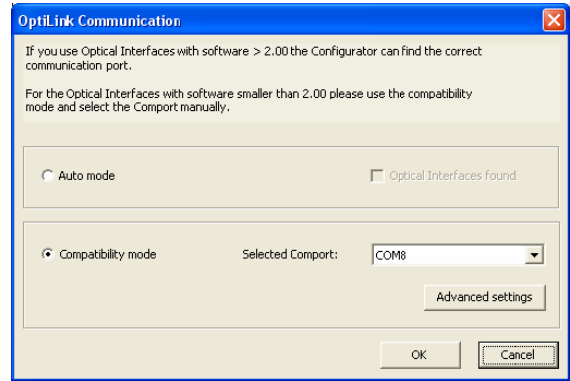 OptiLink Communication
If you use Optical Interfaces with software > 2.00 the Configurator can find the correct
communication port.
For the Optical Interfaces with software smaller than 2.00 please use the compatibility
mode and select the Comport manually.
Auto mode
Optical Interfaces found
Compatibility mode
Selected Comport:
COM8
Advanced settings
OK
Cancel